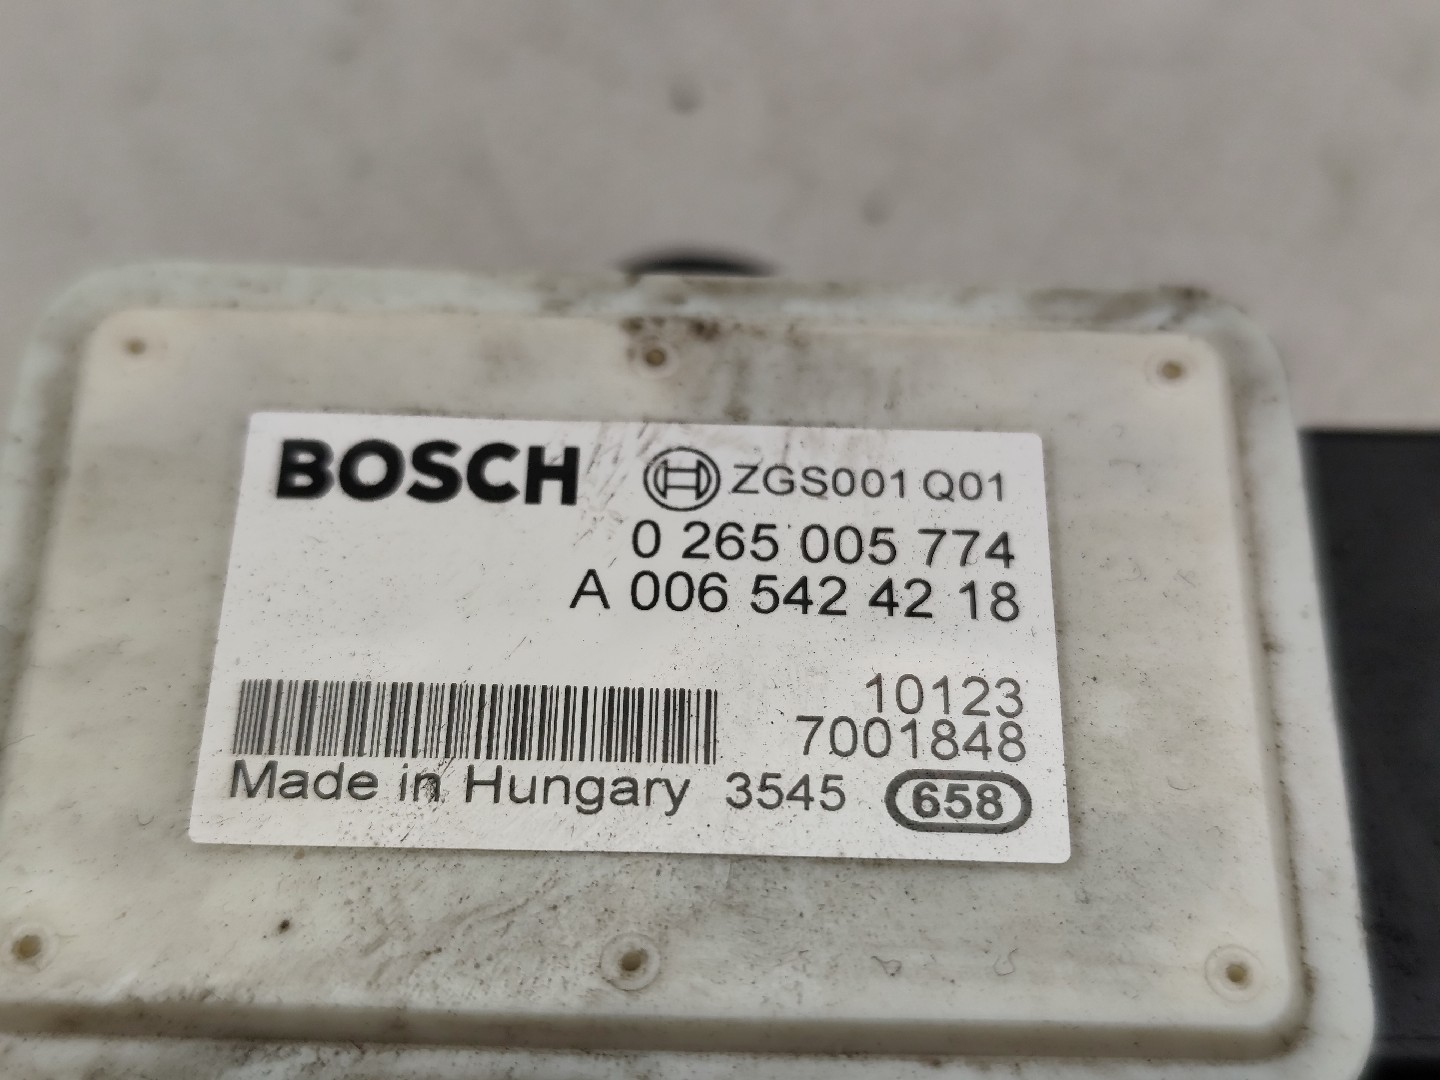 BOSCH ZGS001 Q01
0 265 005 774
A 006 542 42 18
10123
7001848
Made in Hungary 3545 658